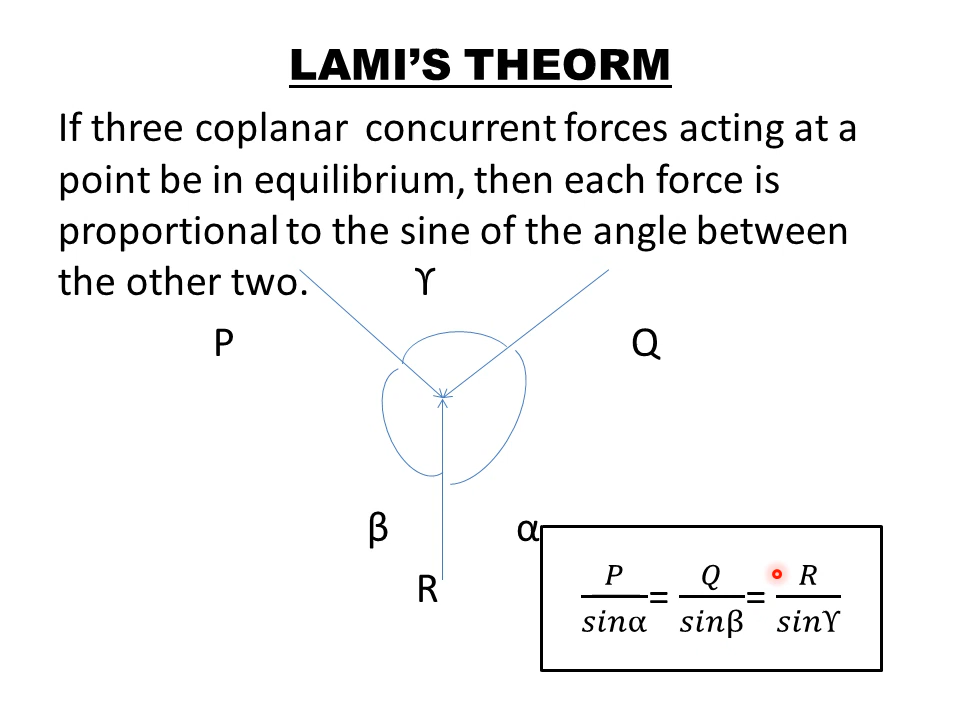 LAMI’S THEORM
If three coplanar concurrent forces acting at a
point be in equilibrium, then each force is
proportional to the sine of the angle between
the other two. ϒ
P Q
β α
R
P/sinα = Q/sinβ = R/sinϒ